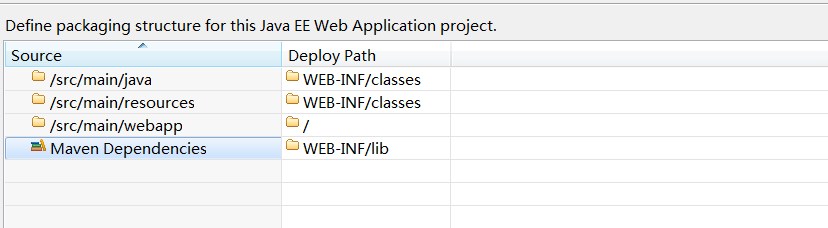 Define packaging structure for this Java EE Web Application project.
Source Deploy Path
/src/main/java WEB-INF/classes
/src/main/resources WEB-INF/classes
/src/main/webapp /
Maven Dependencies WEB-INF/lib